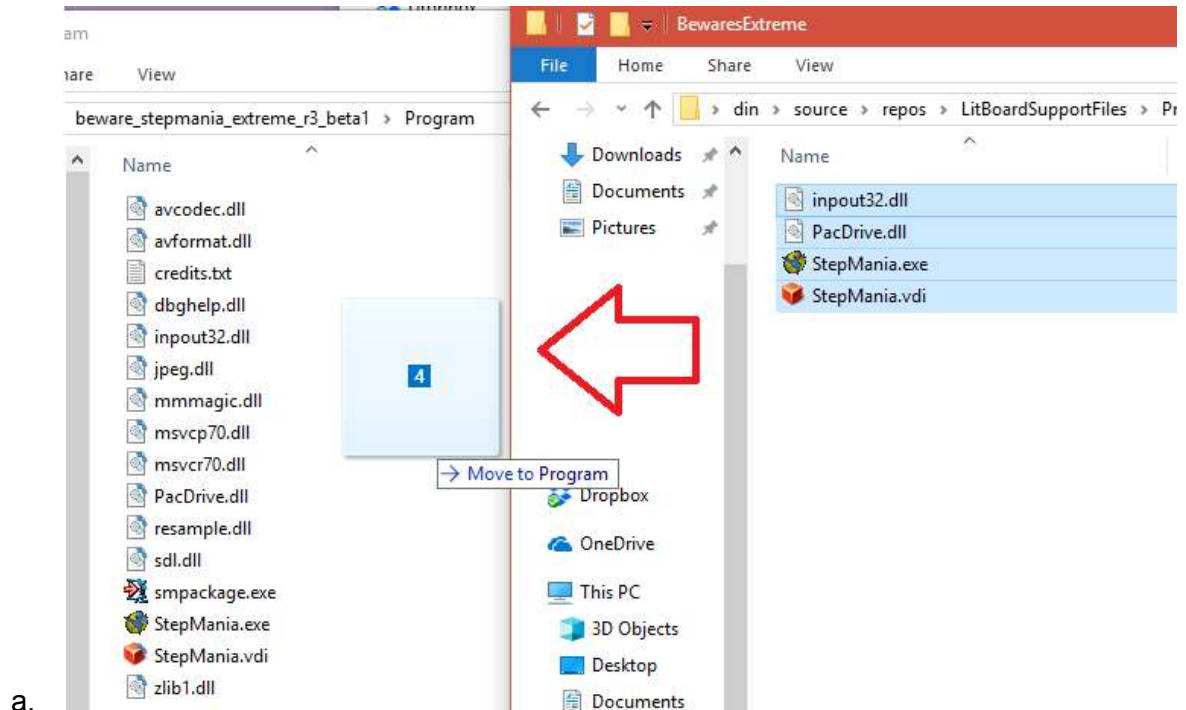 am
BewaresExtreme
hare View
File Home Share View
beware_stepmania_extreme_r3_beta1 > Program
din > source > repos > LitBoardSupportFiles >
Name
avcodec.dll
avformat.dll
credits.txt
dbghelp.dll
inpout32.dll
jpeg.dll
mmmagic.dll
msvcp70.dll
msvcr70.dll
PacDrive.dll
resample.dll
sdl.dll
smpackage.exe
StepMania.exe
StepMania.vdi
zlib1.dll
4
Move to Program
Downloads
Documents
Pictures
Dropbox
OneDrive
This PC
3D Objects
Desktop
Documents
Name
inpout32.dll
PacDrive.dll
StepMania.exe
StepMania.vdi
a.